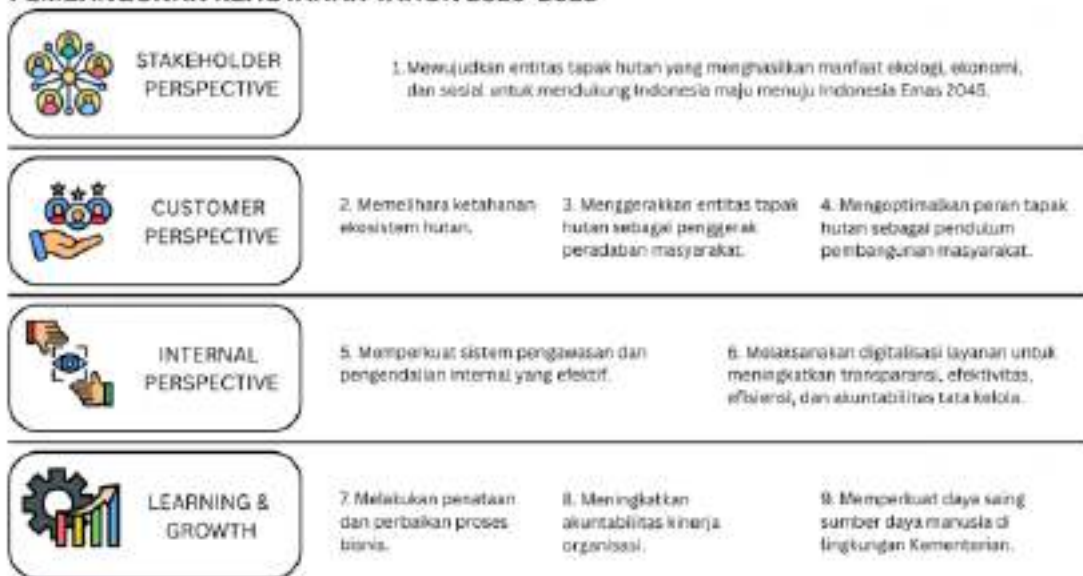 STAKEHOLDER
PERSPECTIVE
1. Mewujudkan entitas tapak hutan yang menghasilkan manfaat ekologi, ekonomi,
dan sosial untuk mendukung Indonesia maju menuju Indonesia Emas 2045.
CUSTOMER
PERSPECTIVE
2. Memelihara ketahanan
ekosistem hutan.
3. Menggerakkan entitas tapak
hutan sebagai penggerak
peradaban masyarakat.
4. Mengoptimalkan peran tapak
hutan sebagai pendulum
pembangunan masyarakat.
INTERNAL
PERSPECTIVE
5. Memperkuat sistem pengawasan dan
pengendalian internal yang efektif.
6. Melaksanakan digitalisasi layanan untuk
meningkatkan transparansi, efektivitas,
efisiensi, dan akuntabilitas tata kelola.
LEARNING &
GROWTH
7. Melakukan penataan
dan perbaikan proses
bisnis.
8. Meningkatkan
akuntabilitas kinerja
organisasi.
9. Memperkuat daya saing
sumber daya manusia di
lingkungan Kementerian.